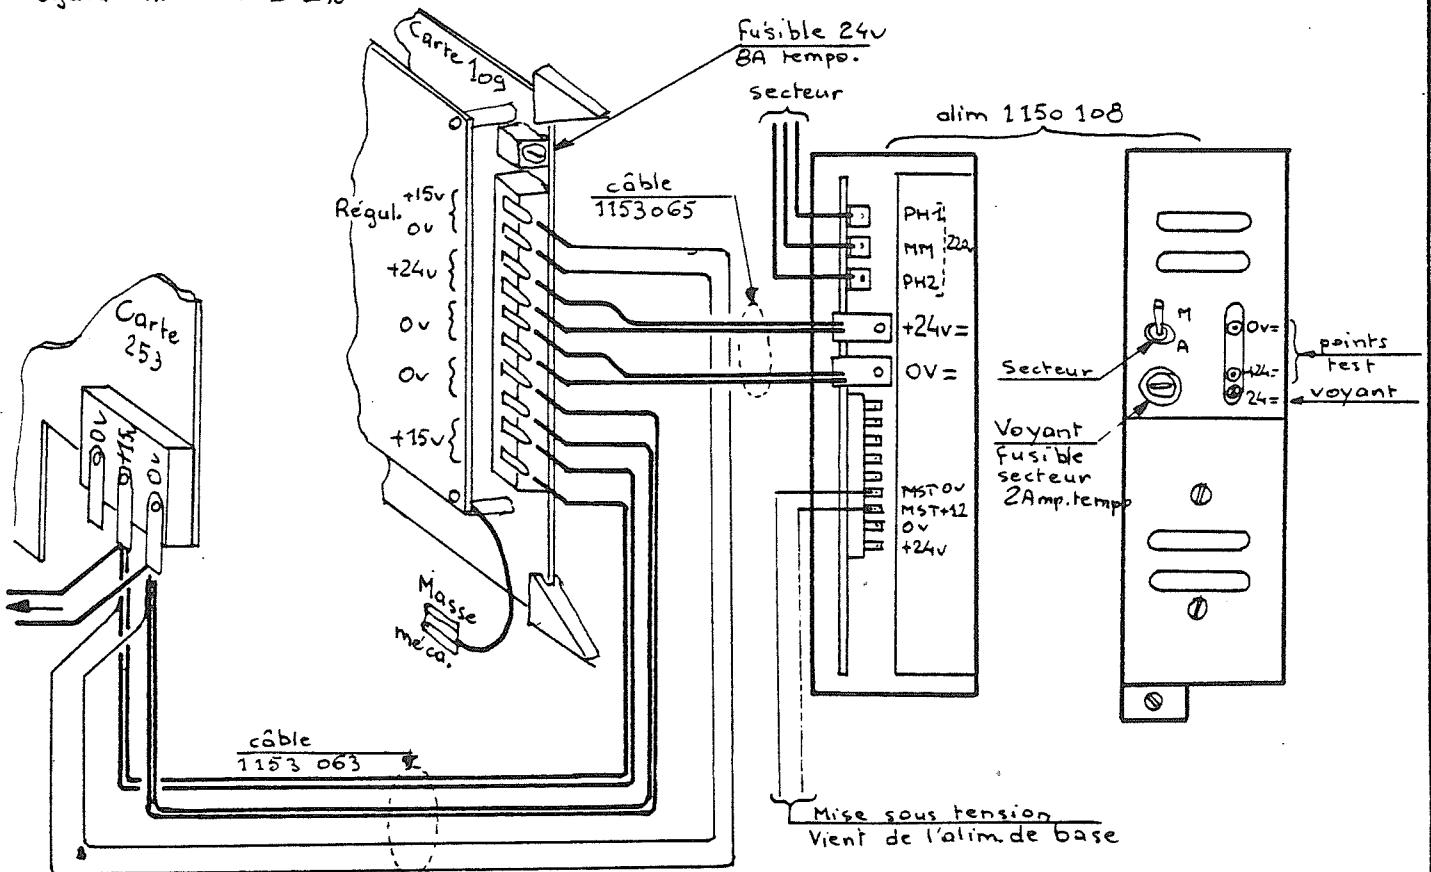 Carte
109
fusible 24v
8A tempo.
secteur
alim 1150 108
câble
1153065
Régul.
+15v
0v
+24v
0v
0v
+15v
Carte
253
0v
+15v
0v
PH1
MM
PH2
+24v=
0V=
MST 0v
MST+12
0v
+24v
M
A
Secteur
0v=
+24=
24=
points
test
voyant
Voyant
fusible
secteur
2Amp.tempo
Masse
méca.
câble
1153 063
Mise sous tension
Vient de l'alim. de base